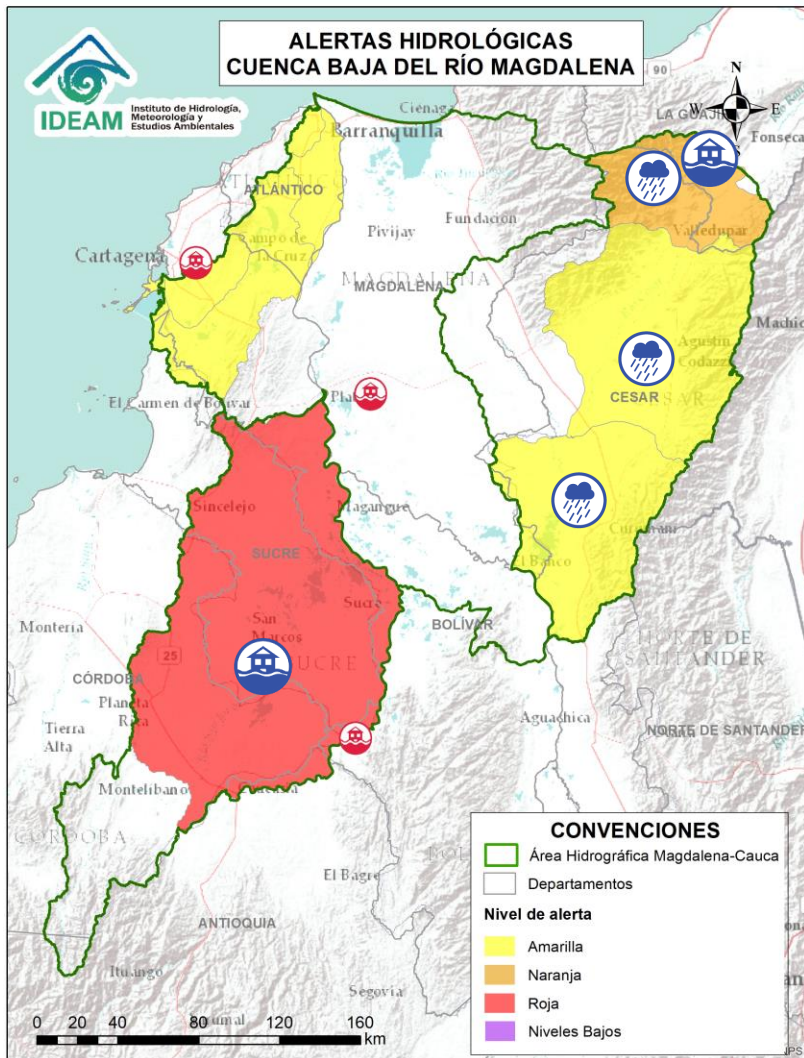 ALERTAS HIDROLÓGICAS
CUENCA BAJA DEL RÍO MAGDALENA
IDEAM
Instituto de Hidrología,
Meteorología y
Estudios Ambientales
N
W
E
S
90
Ciénaga
Barranquilla
LA GUAJIRA
Fonseca
ATLÁNTICO
Pivijay
Fundación
Valledupar
Cartagena
Campo de
la Cruz
MAGDALENA
MAGDALENA
Agustín
Codazzi
CESAR
El Carmen de Bolívar
Sincelejo
Magangué
SUCRE
Sucre
El Banco
San
Marcos
SUCRE
BOLÍVAR
Montería
25
CÓRDOBA
Planeta
Rica
Tierra
Alta
NORTE DE
SANTANDER
Aguachica
NORTE DE SANTANDER
Montelibano
CÓRDOBA
El Bagre
ANTIOQUIA
Ituango
Segovia
CONVENCIONES
Área Hidrográfica Magdalena-Cauca
Departamentos
Nivel de alerta
Amarilla
Naranja
Roja
Niveles Bajos
0 20 40 80 120 160
km